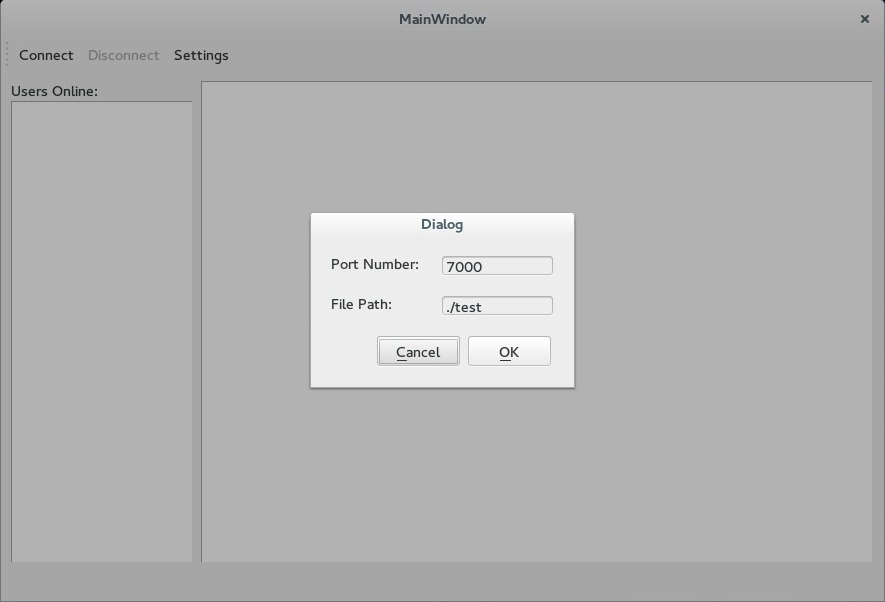 MainWindow ×
Connect Disconnect Settings
Users Online:
Dialog
Port Number: 7000
File Path: ./test
Cancel OK